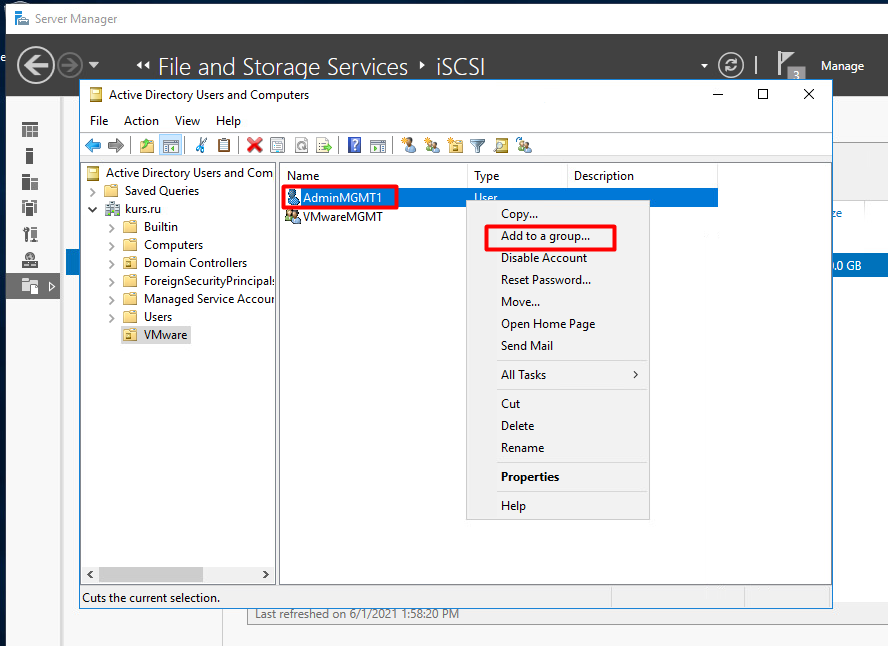 Server Manager
File and Storage Services
iSCSI
3
Manage
Active Directory Users and Computers
File
Action
View
Help
Active Directory Users and Com
Saved Queries
kurs.ru
Builtin
Computers
Domain Controllers
ForeignSecurityPrincipals
Managed Service Accour
Users
VMware
Name
Type
Description
AdminMGMT1
User
VMwareMGMT
Copy...
Add to a group...
Disable Account
Reset Password...
Move...
Open Home Page
Send Mail
All Tasks
Cut
Delete
Rename
Properties
Help
.0 GB
Cuts the current selection.
Last refreshed on 6/1/2021 1:58:20 PM